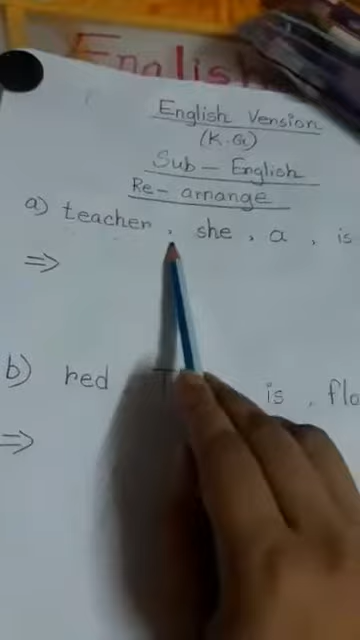 English
English Version
(K.G)
Sub - English
Re - arrange
a) teacher , she , a , is
⇒
b) red is , flo
⇒